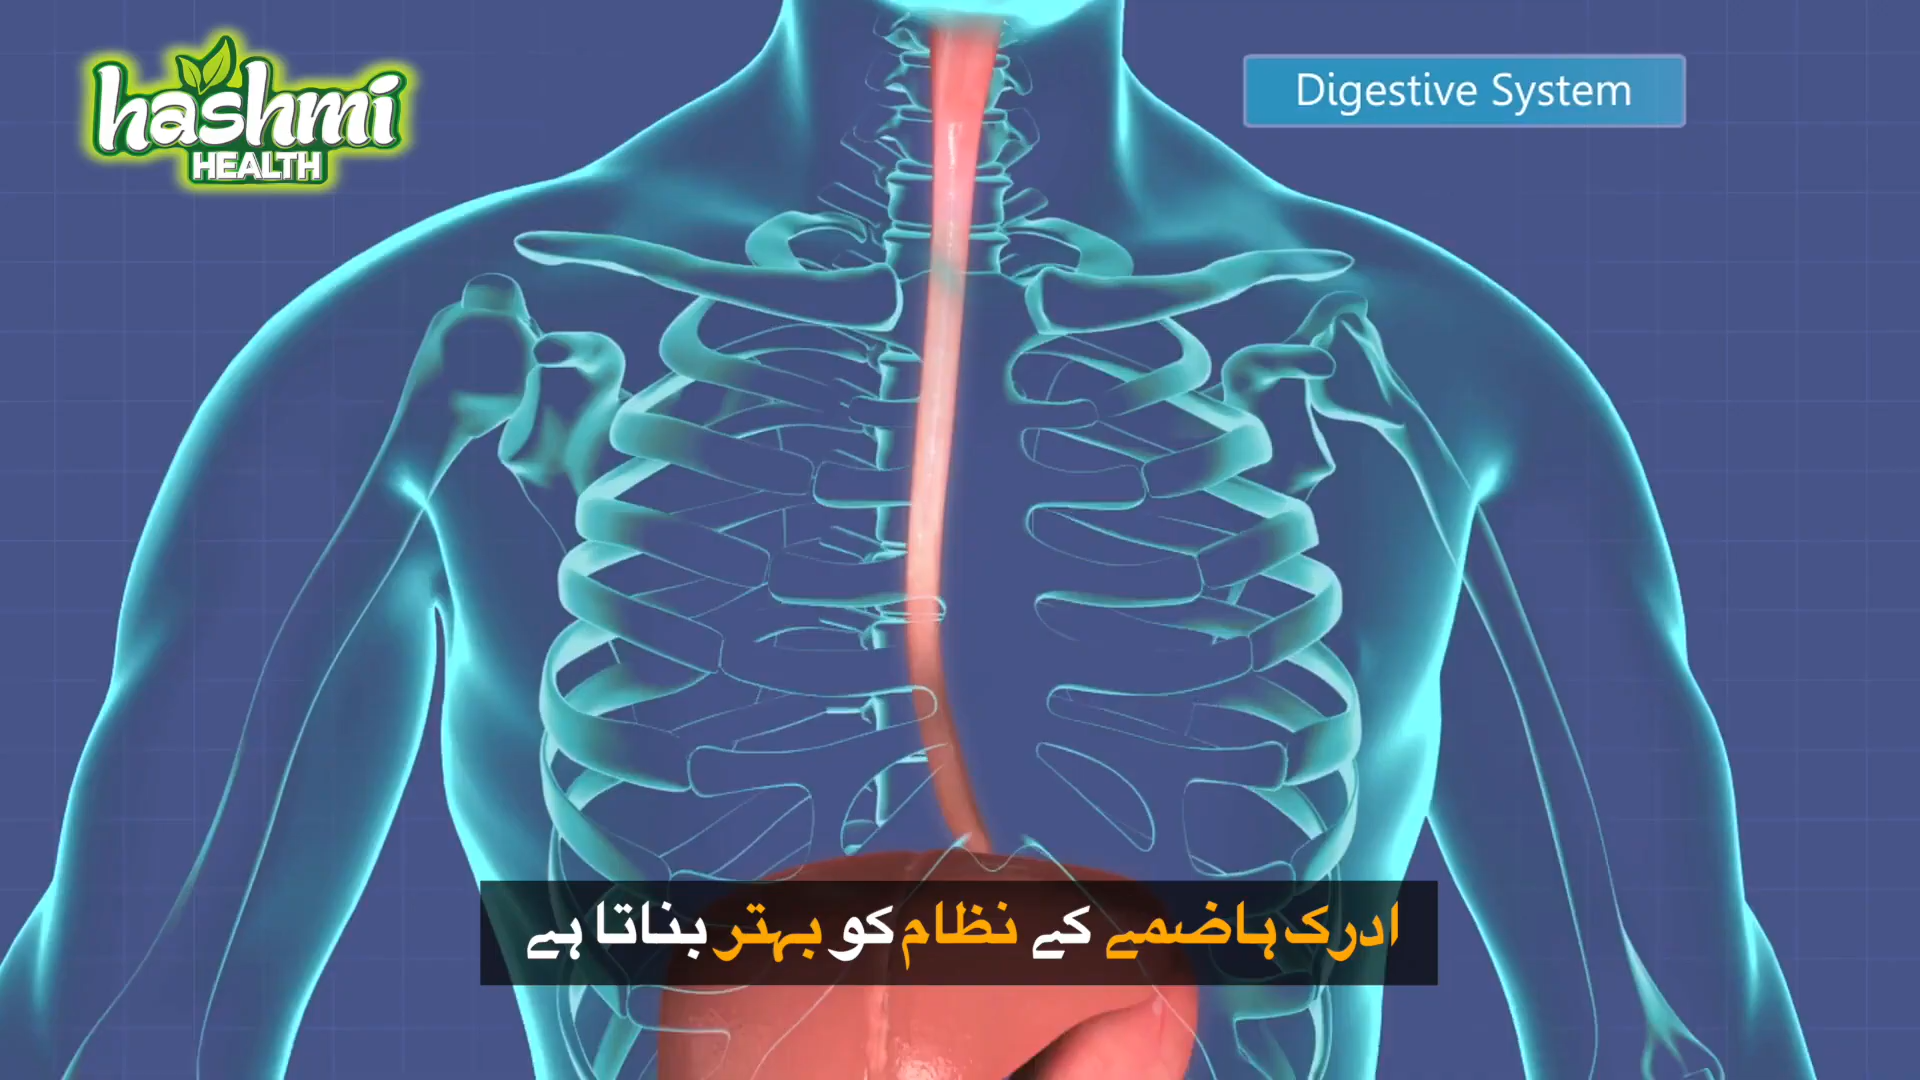 hashmi
HEALTH
Digestive System
ادرک ہاضمے کے نظام کو بہتر بناتا ہے